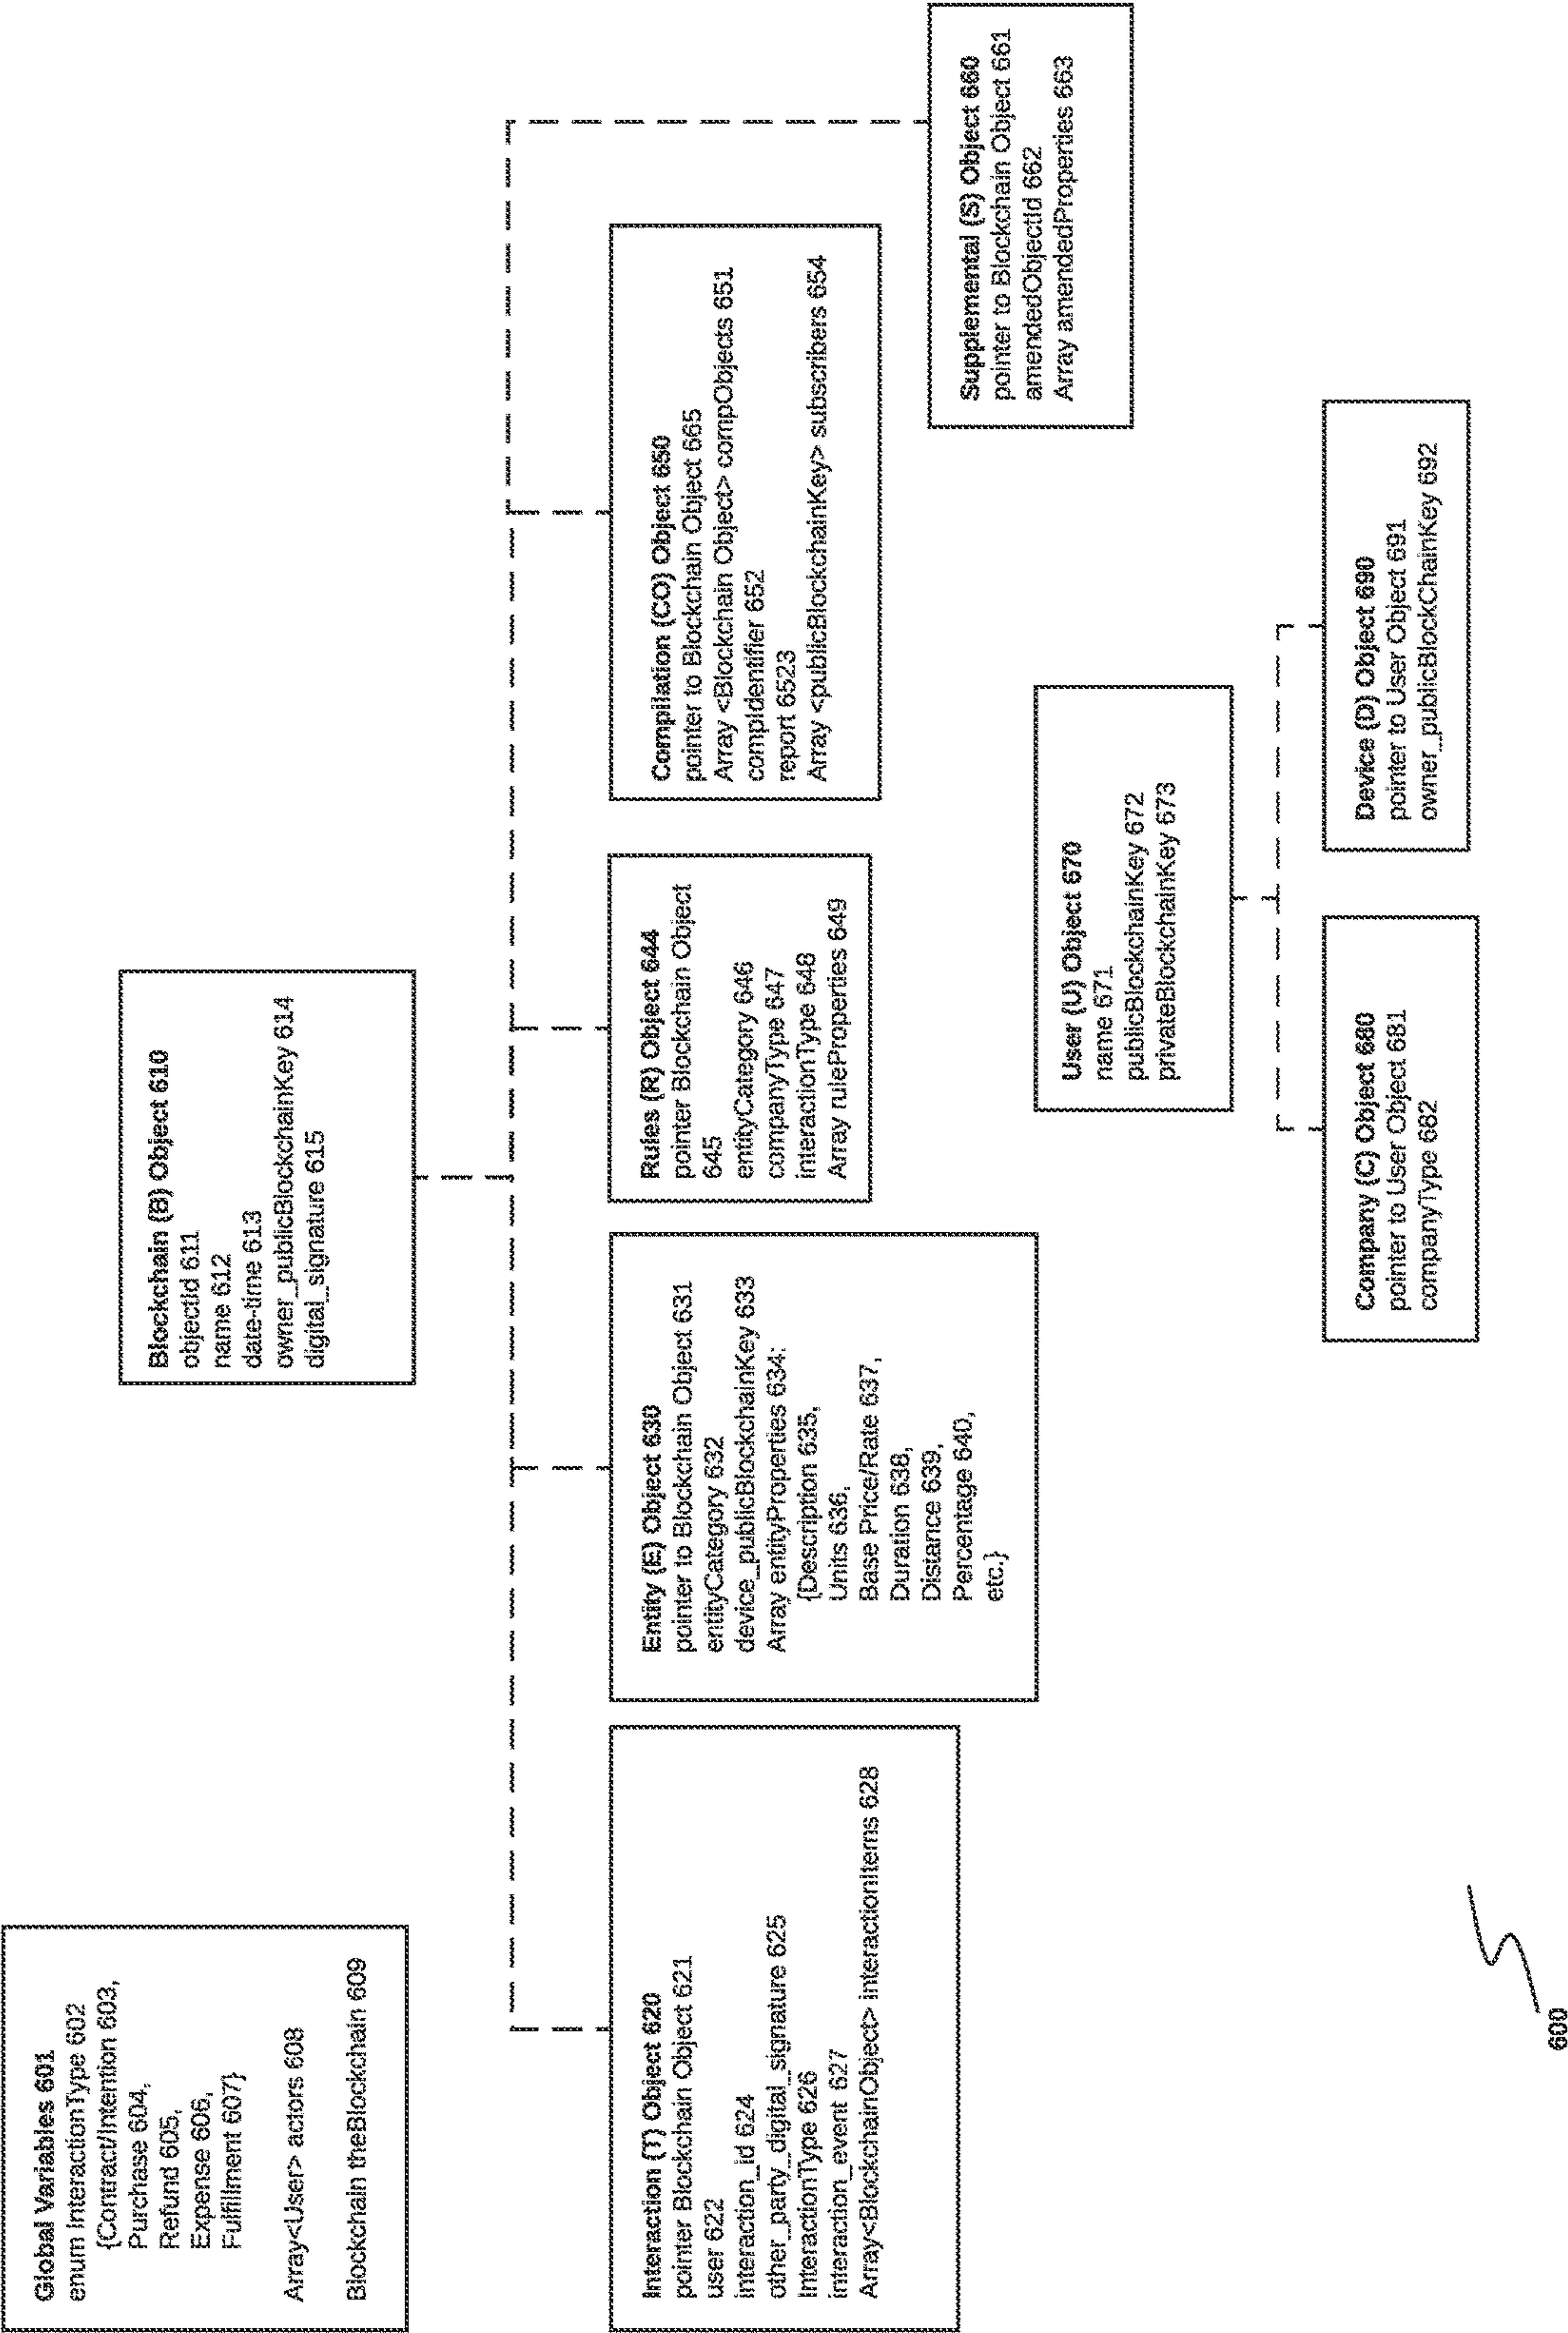 Global Variables 601
enum InteractionType 602
{Contract/Intention 603,
Purchase 604,
Refund 605,
Expense 606,
Fulfillment 607}
Array<User> actors 608
Blockchain theBlockchain 609
Blockchain (B) Object 610
objectId 611
name 612
date-time 613
owner_publicBlockchainKey 614
digital_signature 615
Interaction (T) Object 620
pointer Blockchain Object 621
user 622
interaction_id 624
other_party_digital_signature 625
InteractionType 626
interaction_event 627
Array<BlockchainObject> interactionItems 628
Entity (E) Object 630
pointer to Blockchain Object 631
entityCategory 632
device_publicBlockchainKey 633
Array entityProperties 634:
{Description 635,
Units 636,
Base Price/Rate 637,
Duration 638,
Distance 639,
Percentage 640,
etc.}
Rules (R) Object 644
pointer Blockchain Object
645
entityCategory 646
companyType 647
interactionType 648
Array ruleProperties 649
Compilation (CO) Object 650
pointer to Blockchain Object 665
Array <Blockchain Object> compObjects 651
compIdentifier 652
report 6523
Array <publicBlockchainKey> subscribers 654
Supplemental (S) Object 660
pointer to Blockchain Object 661
amendedObjectId 662
Array amendedProperties 663
User (U) Object 670
name 671
publicBlockchainKey 672
privateBlockchainKey 673
Company (C) Object 680
pointer to User Object 681
companyType 682
Device (D) Object 690
pointer to User Object 691
owner_publicBlockChainKey 692
600